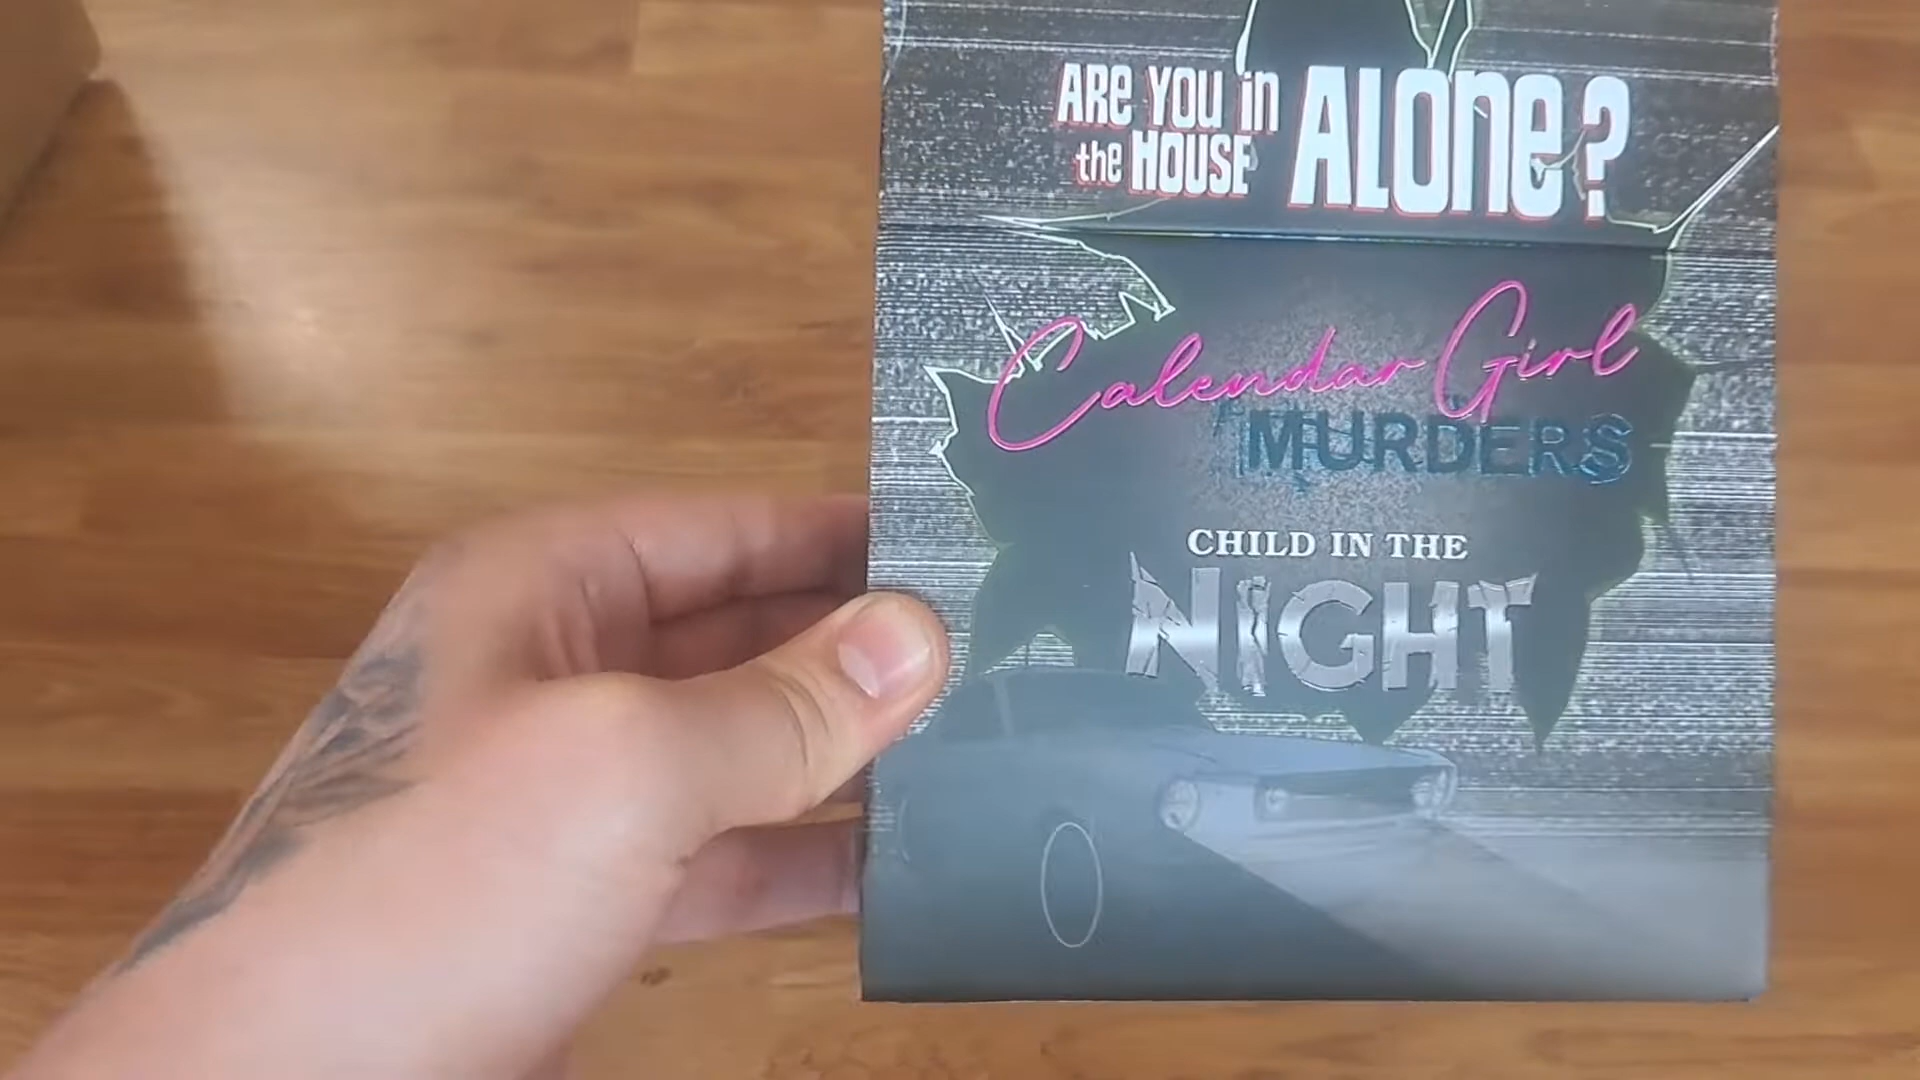 ARE YOU in
the HOUSE
ALONE?
Calendar Girl
MURDERS
CHILD IN THE
NIGHT